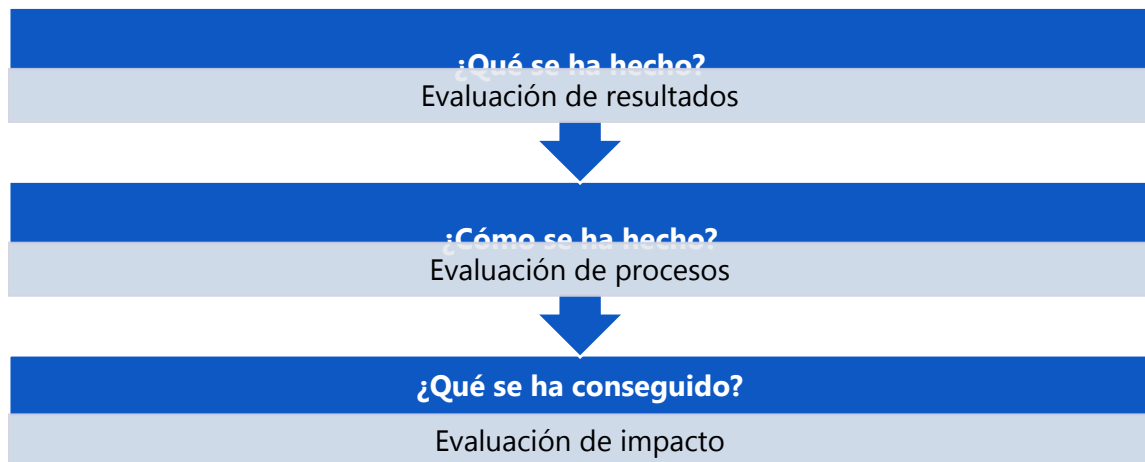 ¿Qué se ha hecho?
Evaluación de resultados
¿Cómo se ha hecho?
Evaluación de procesos
¿Qué se ha conseguido?
Evaluación de impacto